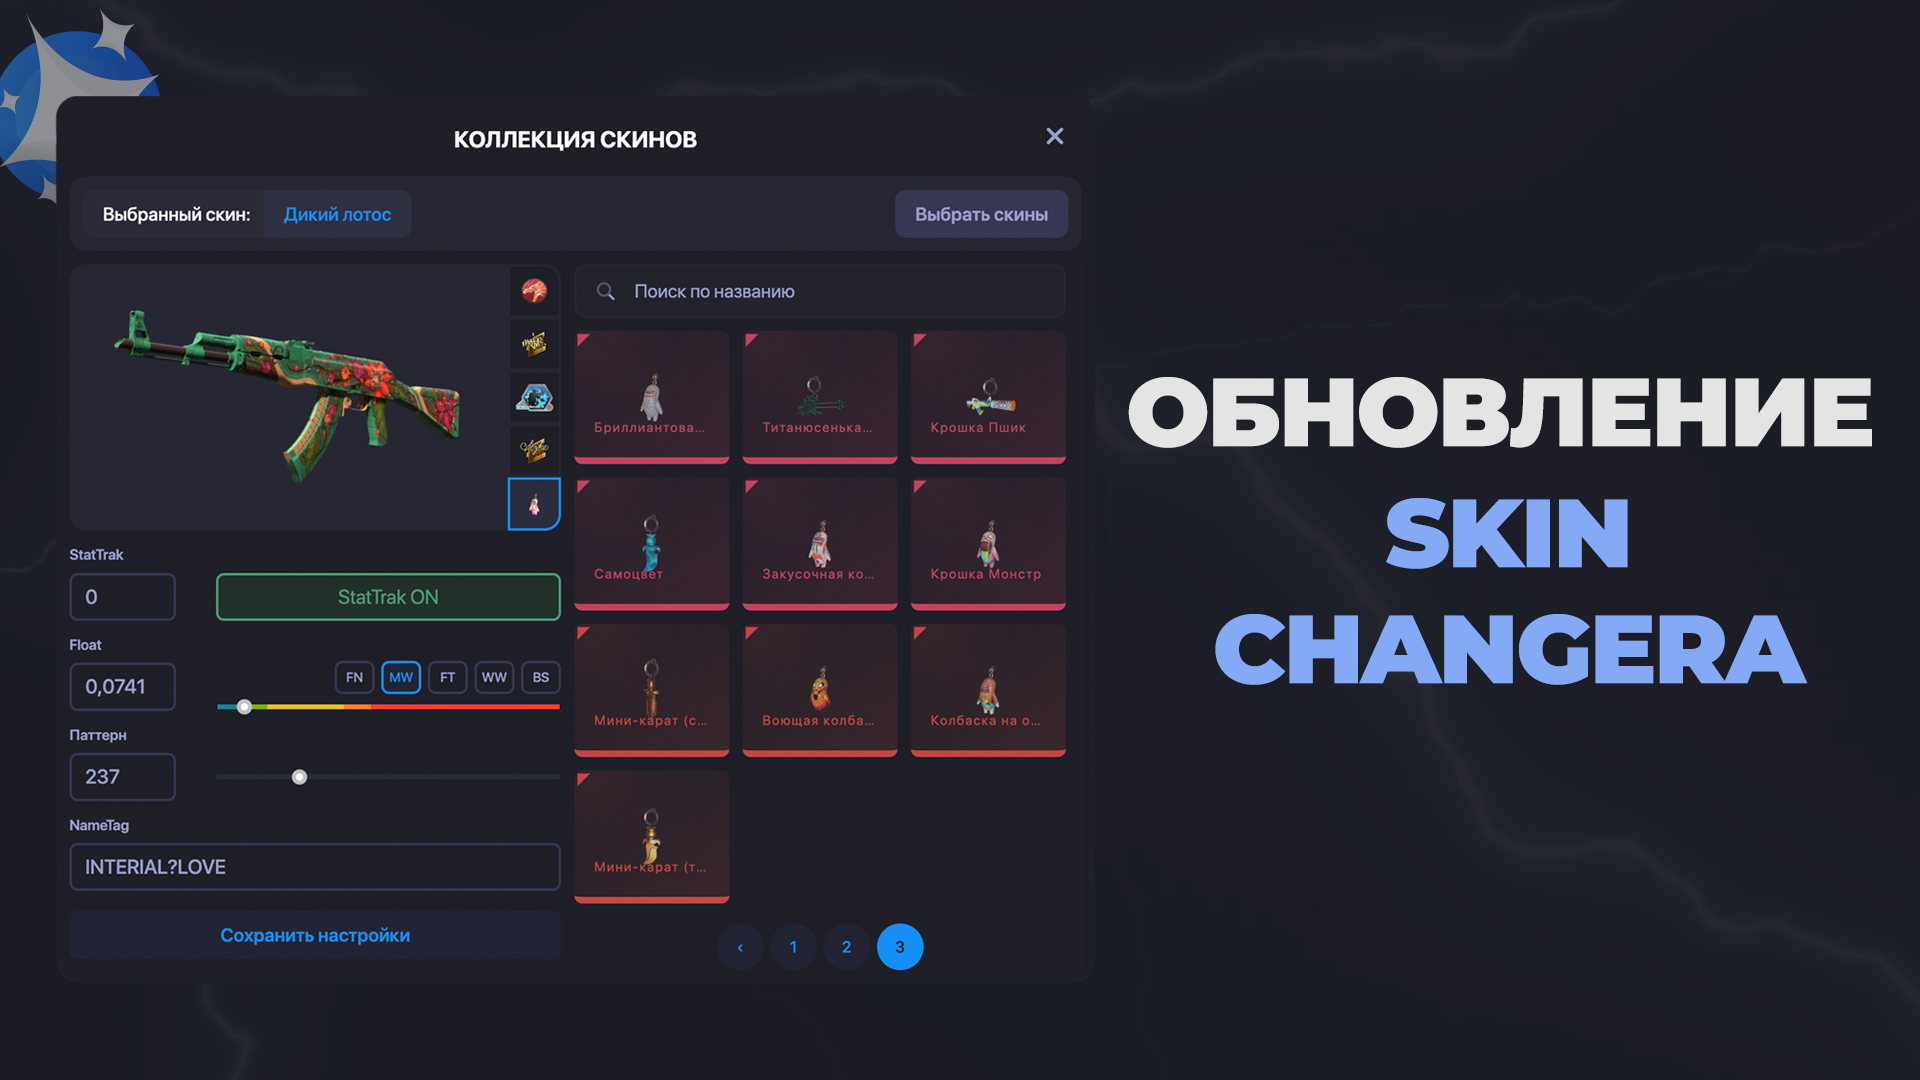 КОЛЛЕКЦИЯ СКИНОВ
Выбранный скин:
Дикий лотос
Выбрать скины
Поиск по названию
Бриллиантова...
Титанюсенька...
Крошка Пшик
Самоцвет
Закусочная ко...
Крошка Монстр
Мини-карат (с...
Воющая колба...
Колбаска на о...
Мини-карат (т...
‹ 1 2 3
StatTrak
0
StatTrak ON
Float
0,0741
FN MW FT WW BS
Паттерн
237
NameTag
INTERIAL?LOVE
Сохранить настройки
ОБНОВЛЕНИЕ
SKIN
CHANGERA